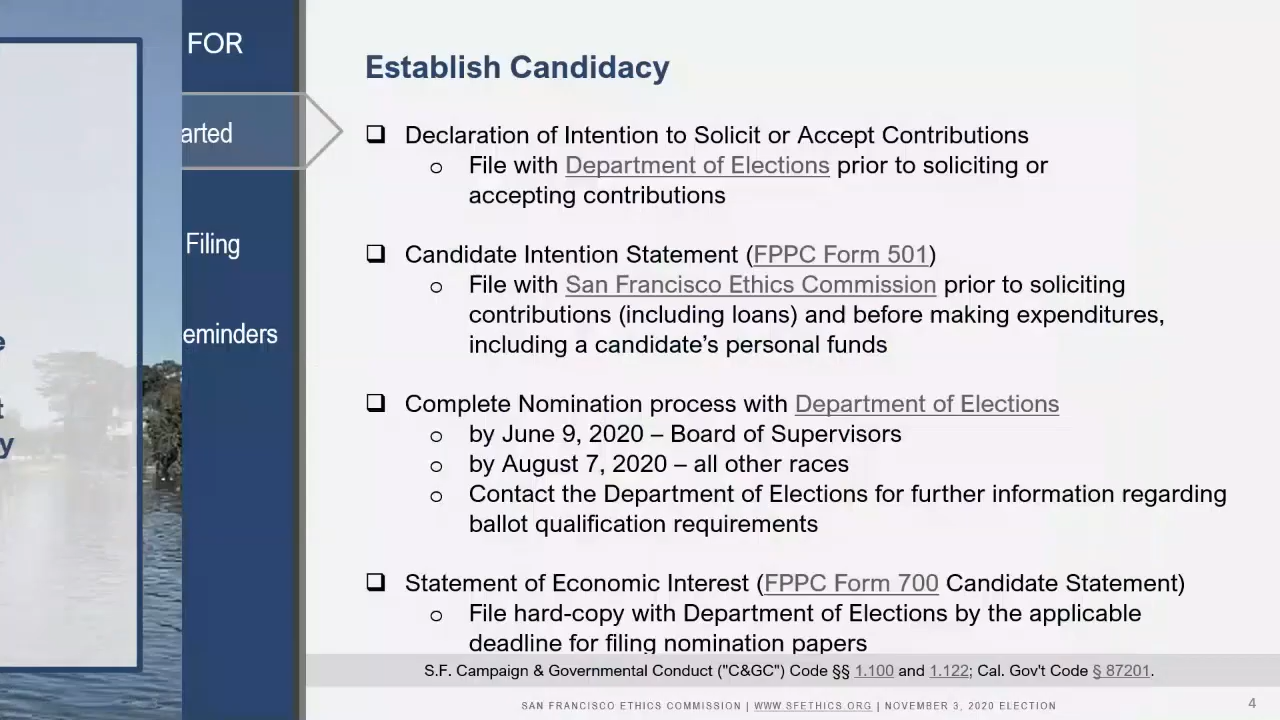 FOR
arted
Filing
eminders
e
t
y
Establish Candidacy
❑ Declaration of Intention to Solicit or Accept Contributions
o File with Department of Elections prior to soliciting or
accepting contributions
❑ Candidate Intention Statement (FPPC Form 501)
o File with San Francisco Ethics Commission prior to soliciting
contributions (including loans) and before making expenditures,
including a candidate’s personal funds
❑ Complete Nomination process with Department of Elections
o by June 9, 2020 – Board of Supervisors
o by August 7, 2020 – all other races
o Contact the Department of Elections for further information regarding
ballot qualification requirements
❑ Statement of Economic Interest (FPPC Form 700 Candidate Statement)
o File hard-copy with Department of Elections by the applicable
deadline for filing nomination papers
S.F. Campaign & Governmental Conduct ("C&GC") Code §§ 1.100 and 1.122; Cal. Gov't Code § 87201.
SAN FRANCISCO ETHICS COMMISSION | WWW.SFETHICS.ORG | NOVEMBER 3, 2020 ELECTION
4